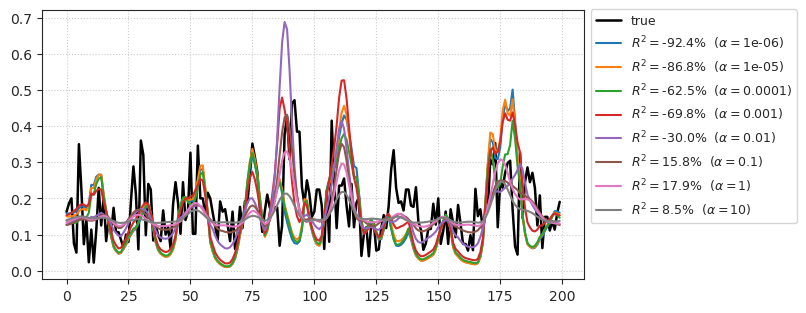 0.7
0.6
0.5
0.4
0.3
0.2
0.1
0.0
0 25 50 75 100 125 150 175 200
true
R² = -92.4% (α = 1e-06)
R² = -86.8% (α = 1e-05)
R² = -62.5% (α = 0.0001)
R² = -69.8% (α = 0.001)
R² = -30.0% (α = 0.01)
R² = 15.8% (α = 0.1)
R² = 17.9% (α = 1)
R² = 8.5% (α = 10)